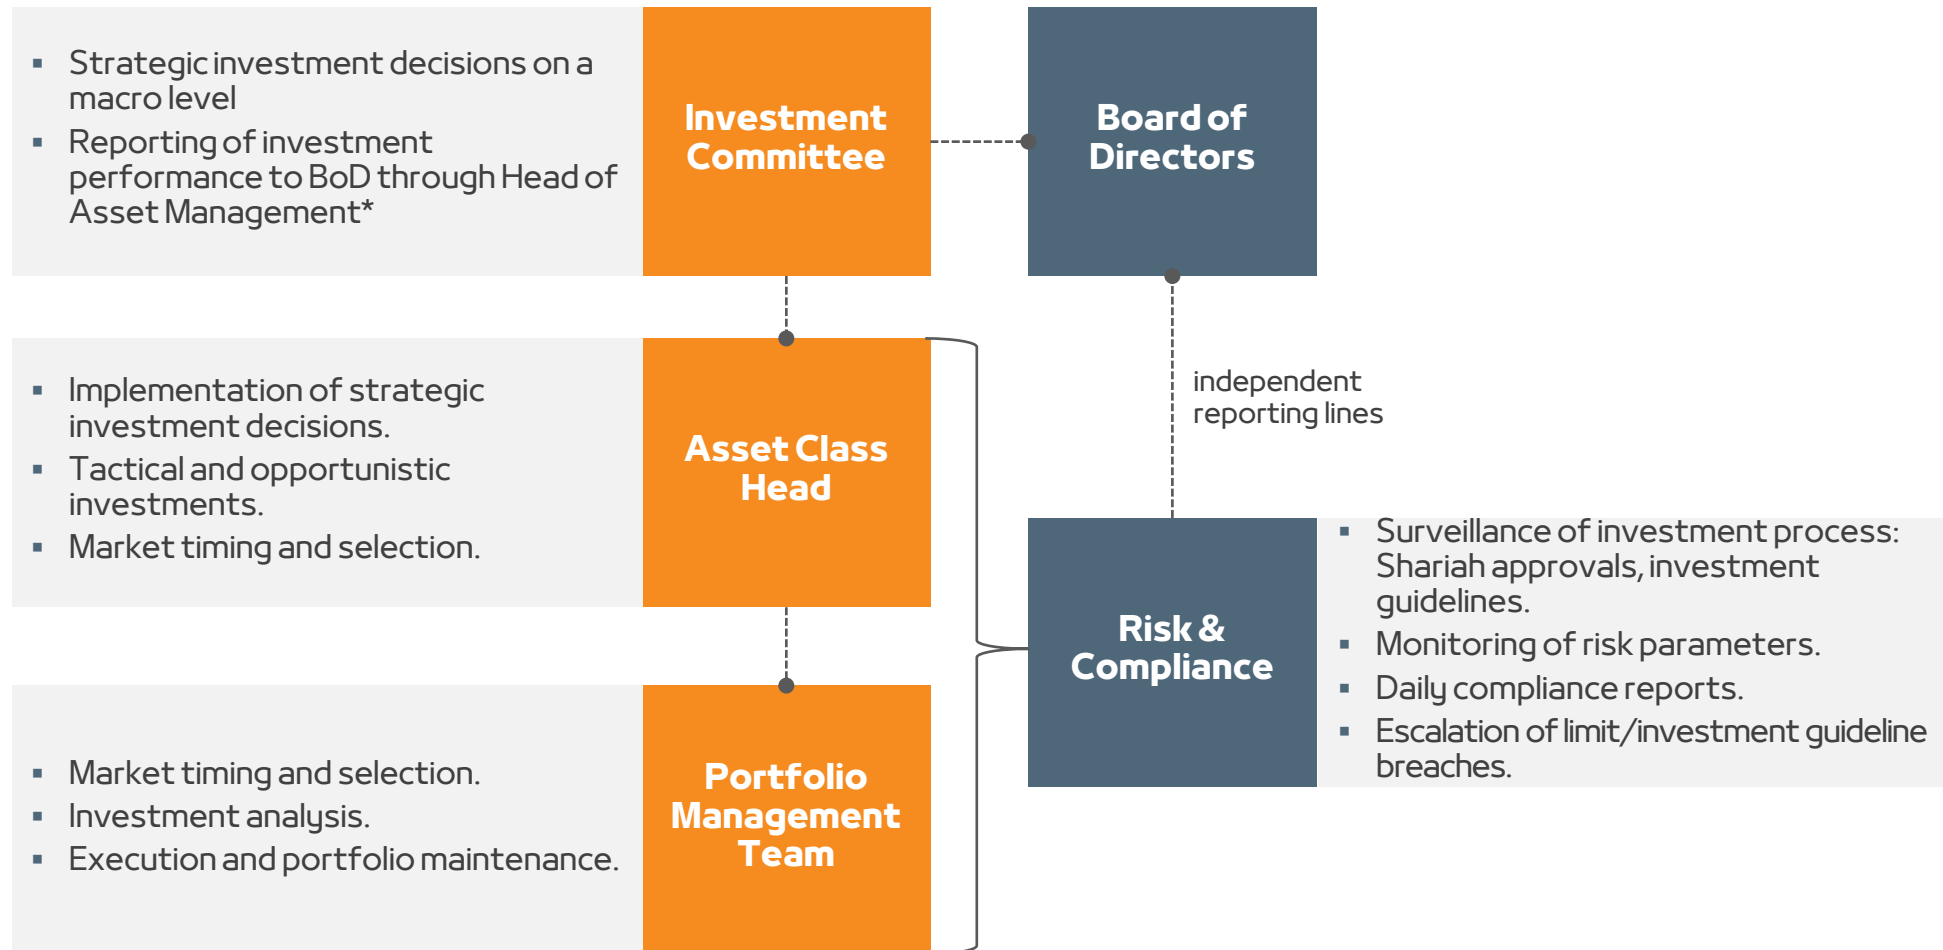 ▪ Strategic investment decisions on a
macro level
▪ Reporting of investment
performance to BoD through Head of
Asset Management*
Investment
Committee
Board of
Directors
▪ Implementation of strategic
investment decisions.
▪ Tactical and opportunistic
investments.
▪ Market timing and selection.
Asset Class
Head
independent
reporting lines
Risk &
Compliance
▪ Surveillance of investment process:
Shariah approvals, investment
guidelines.
▪ Monitoring of risk parameters.
▪ Daily compliance reports.
▪ Escalation of limit/investment guideline
breaches.
▪ Market timing and selection.
▪ Investment analysis.
▪ Execution and portfolio maintenance.
Portfolio
Management
Team